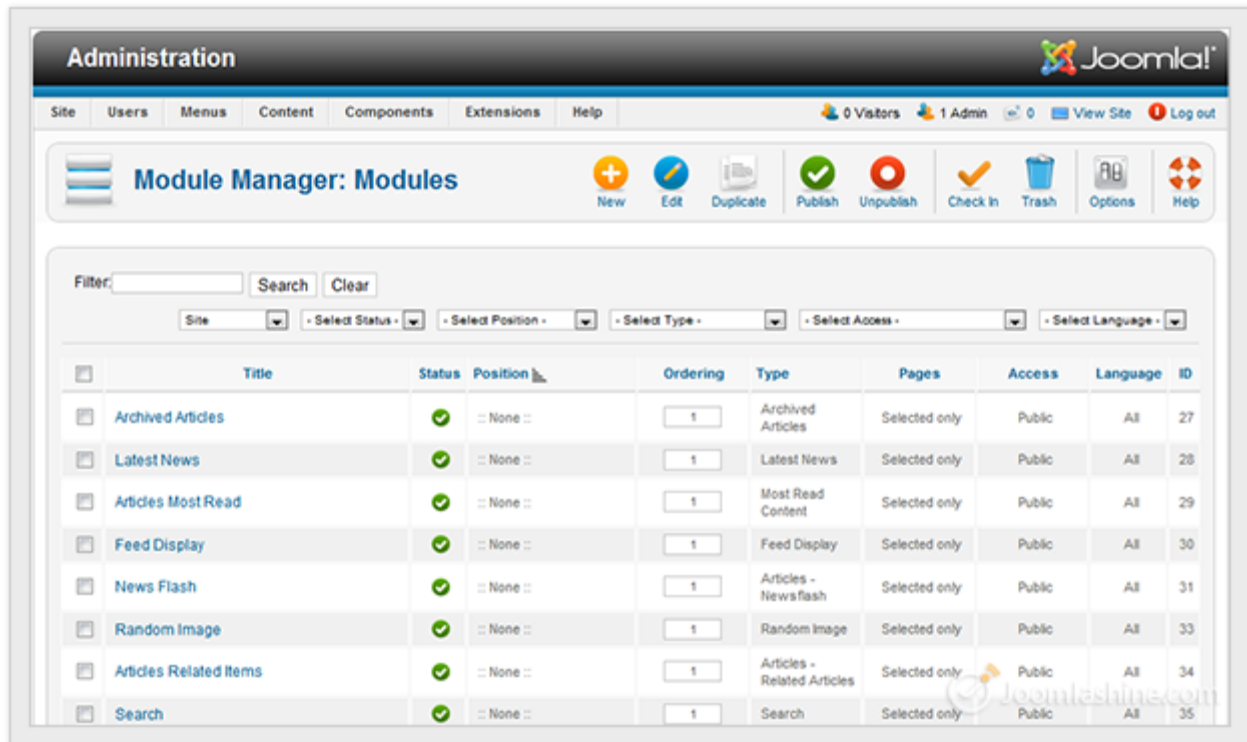 Administration
Joomla!
Site Users Menus Content Components Extensions Help 0 Visitors 1 Admin 0 View Site Log out
Module Manager: Modules
New Edit Duplicate Publish Unpublish Check In Trash Options Help
Filter: Search Clear
Site - Select Status - - Select Position - - Select Type - - Select Access - - Select Language -
Title Status Position Ordering Type Pages Access Language ID
Archived Articles :: None :: 1 Archived Articles Selected only Public All 27
Latest News :: None :: 1 Latest News Selected only Public All 28
Articles Most Read :: None :: 1 Most Read Content Selected only Public All 29
Feed Display :: None :: 1 Feed Display Selected only Public All 30
News Flash :: None :: 1 Articles - Newsflash Selected only Public All 31
Random Image :: None :: 1 Random Image Selected only Public All 33
Articles Related Items :: None :: 1 Articles - Related Articles Selected only Public All 34
Search :: None :: 1 Search Selected only Public All 35
Joomlashine.com